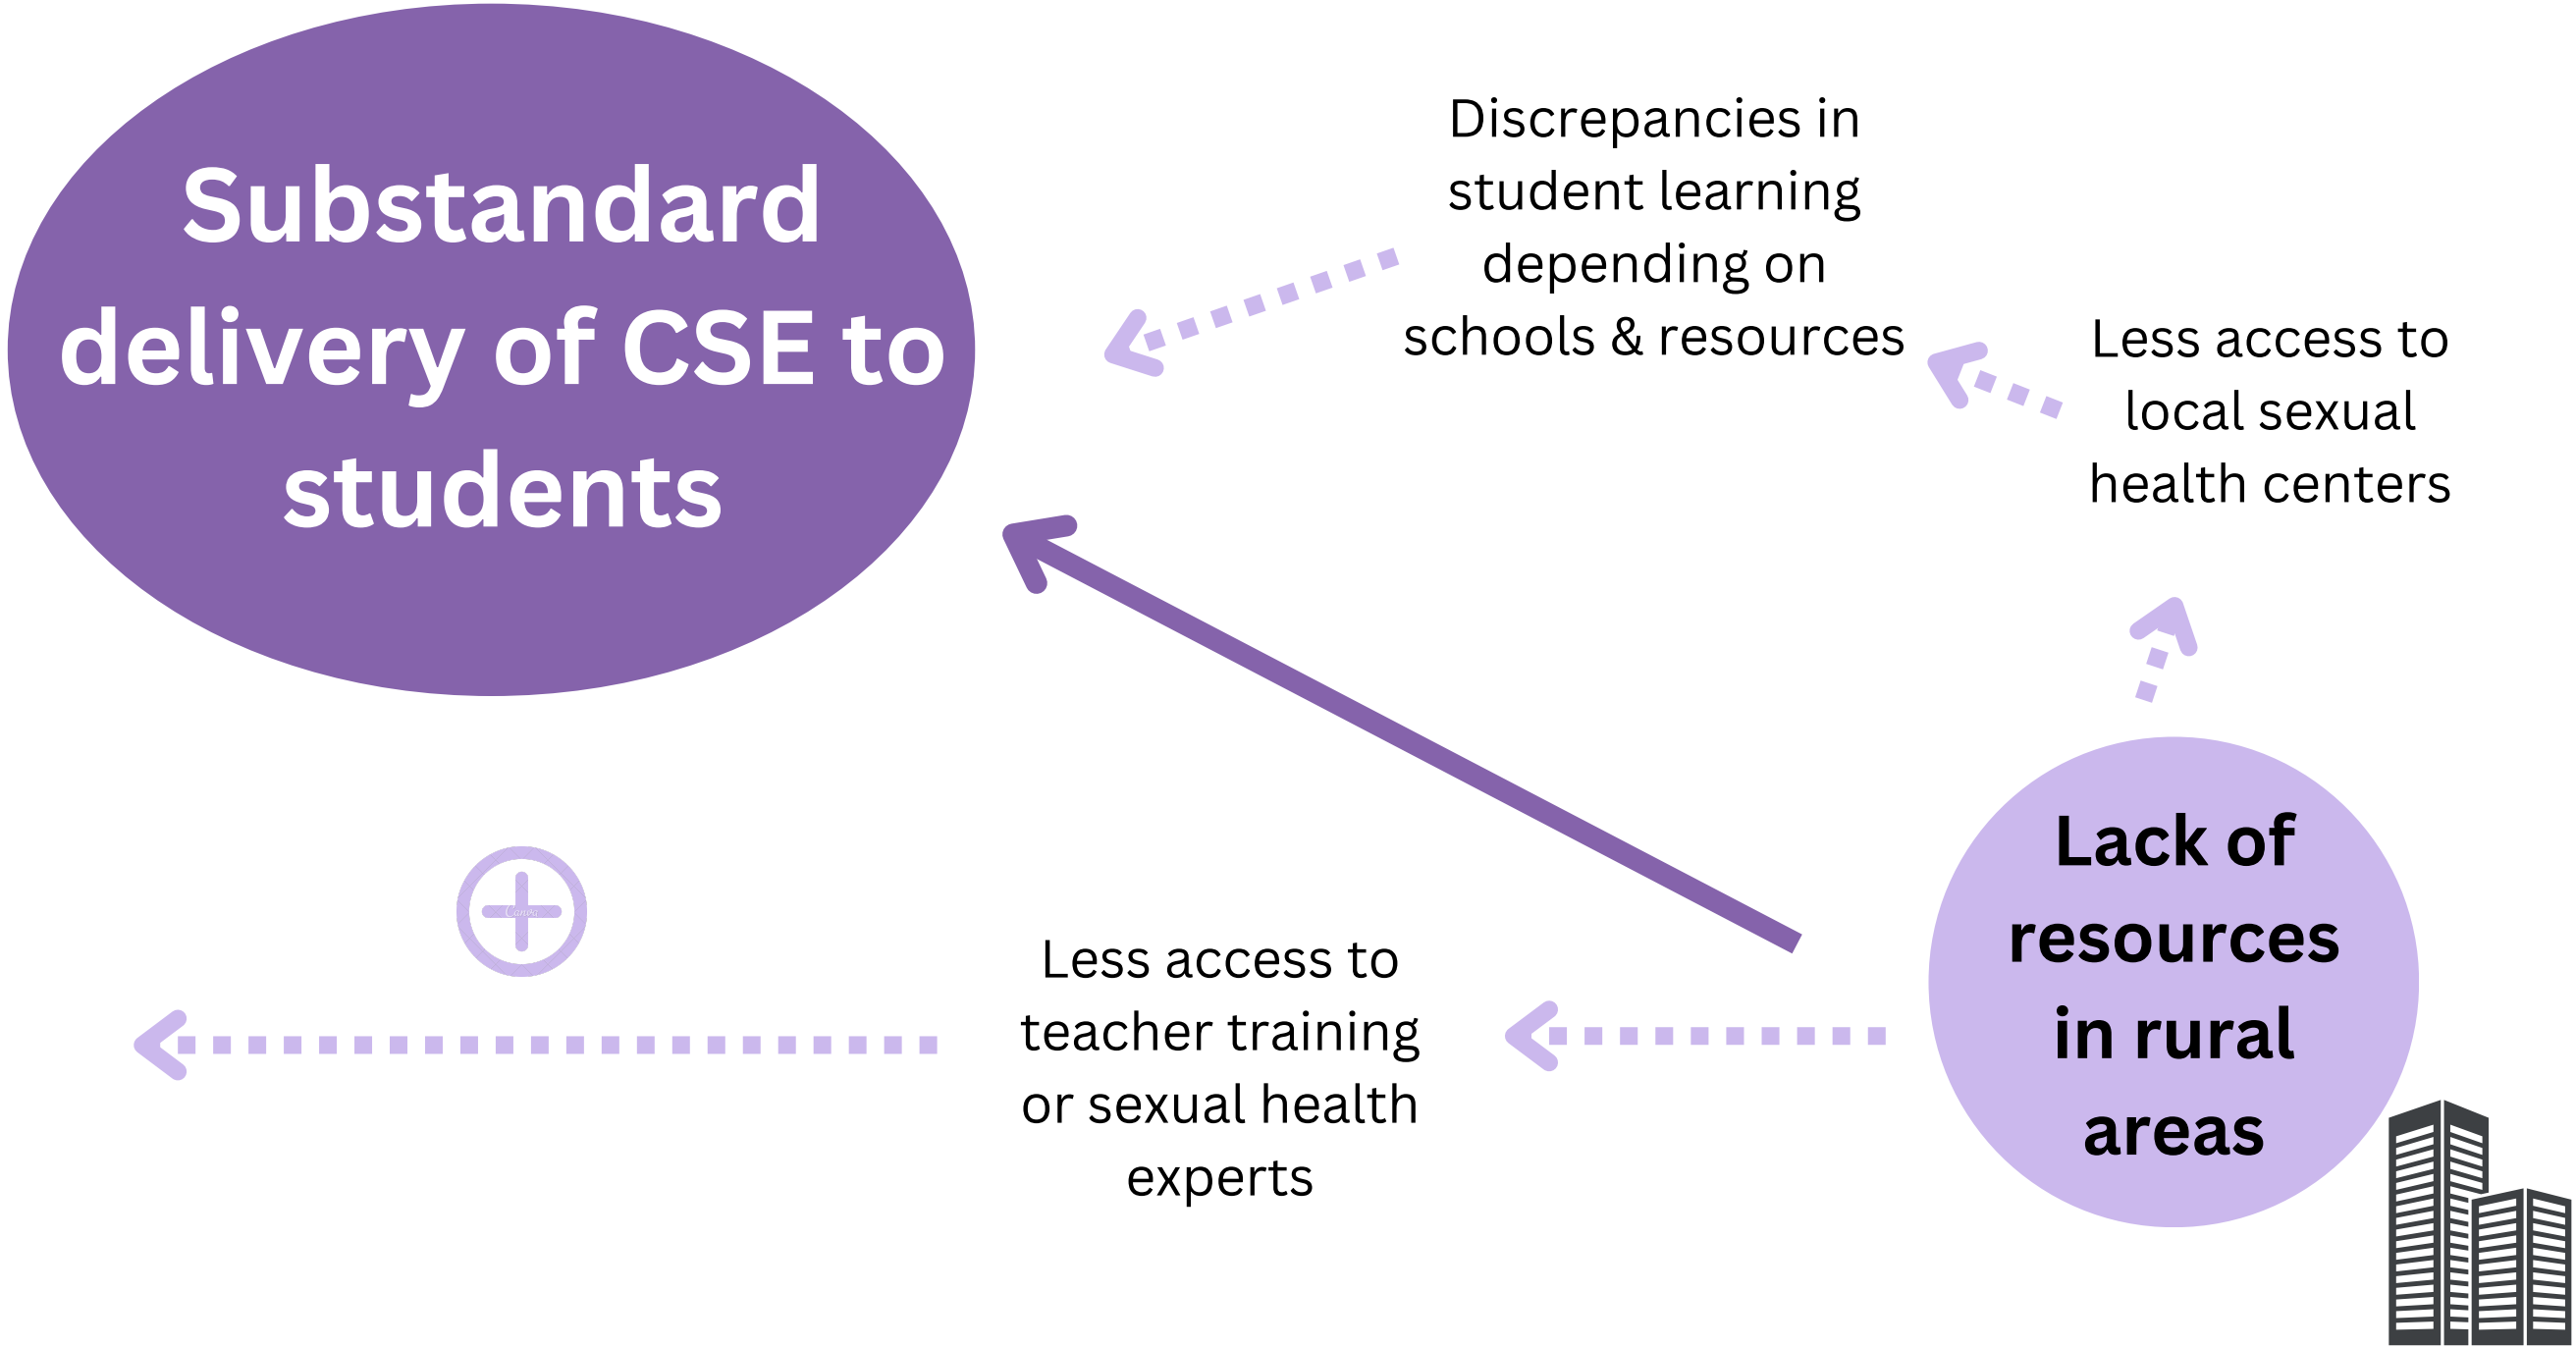 Substandard
delivery of CSE to
students
Discrepancies in
student learning
depending on
schools & resources
Less access to
local sexual
health centers
Less access to
teacher training
or sexual health
experts
Lack of
resources
in rural
areas
Canva